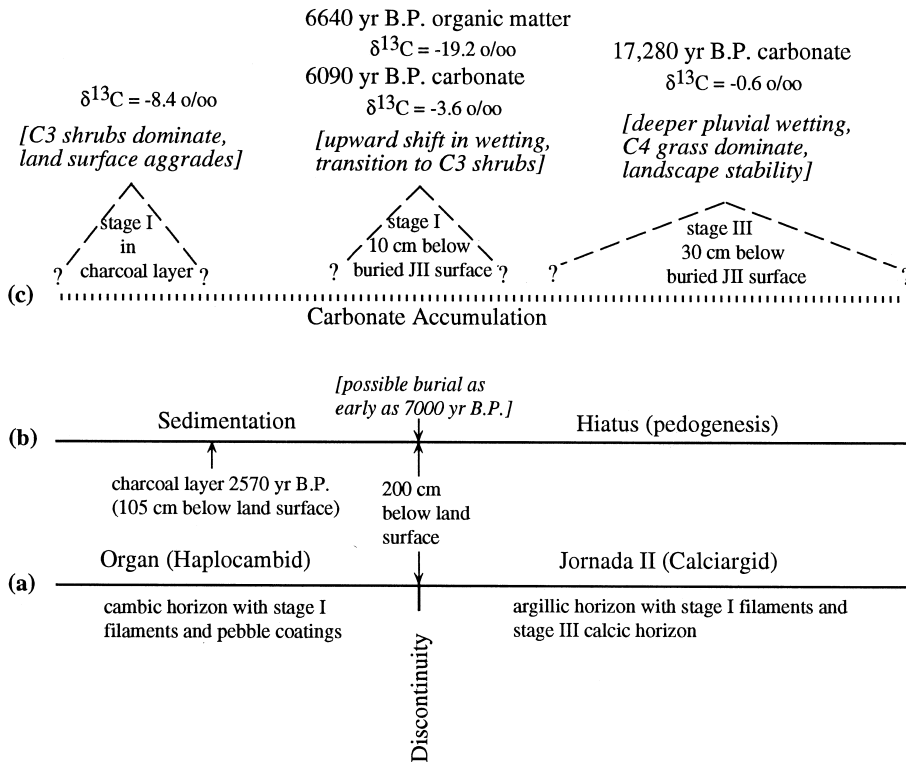 6640 yr B.P. organic matter
δ13C = -19.2 o/oo
6090 yr B.P. carbonate
δ13C = -3.6 o/oo
[upward shift in wetting,
transition to C3 shrubs]
17,280 yr B.P. carbonate
δ13C = -0.6 o/oo
[deeper pluvial wetting,
C4 grass dominate,
landscape stability]
δ13C = -8.4 o/oo
[C3 shrubs dominate,
land surface aggrades]
stage I
in
charcoal layer
? ?
stage I
10 cm below
buried JII surface
? ?
stage III
30 cm below
buried JII surface
? ?
(c)
Carbonate Accumulation
[possible burial as
early as 7000 yr B.P.]
Sedimentation
Hiatus (pedogenesis)
(b)
charcoal layer 2570 yr B.P.
(105 cm below land surface)
200 cm
below land
surface
Organ (Haplocambid)
Jornada II (Calciargid)
(a)
cambic horizon with stage I
filaments and pebble coatings
argillic horizon with stage I filaments and
stage III calcic horizon
Discontinuity